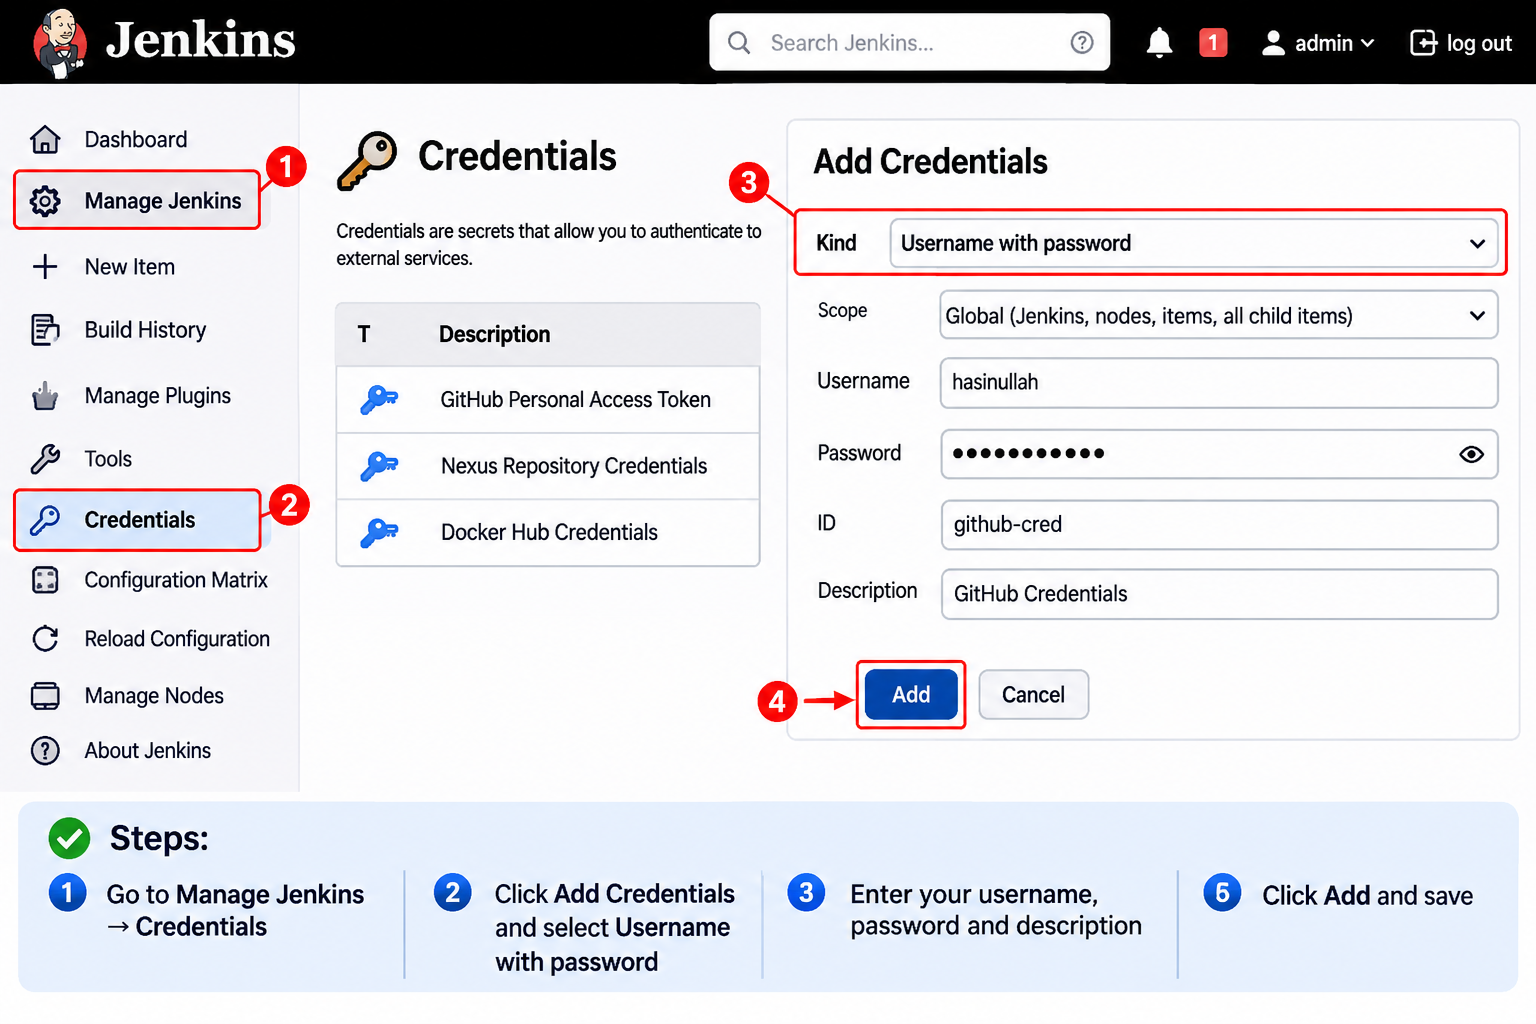 Jenkins
Search Jenkins...
?
1
admin
log out
Dashboard
Manage Jenkins
1
New Item
Build History
Manage Plugins
Tools
Credentials
2
Configuration Matrix
Reload Configuration
Manage Nodes
? About Jenkins
Credentials
Credentials are secrets that allow you to authenticate to
external services.
T Description
GitHub Personal Access Token
Nexus Repository Credentials
Docker Hub Credentials
Add Credentials
3
Kind Username with password
Scope Global (Jenkins, nodes, items, all child items)
Username hasinullah
Password •••••••••••
ID github-cred
Description GitHub Credentials
4 → Add Cancel
Steps:
1 Go to Manage Jenkins
→ Credentials
2 Click Add Credentials
and select Username
with password
3 Enter your username,
password and description
5 Click Add and save